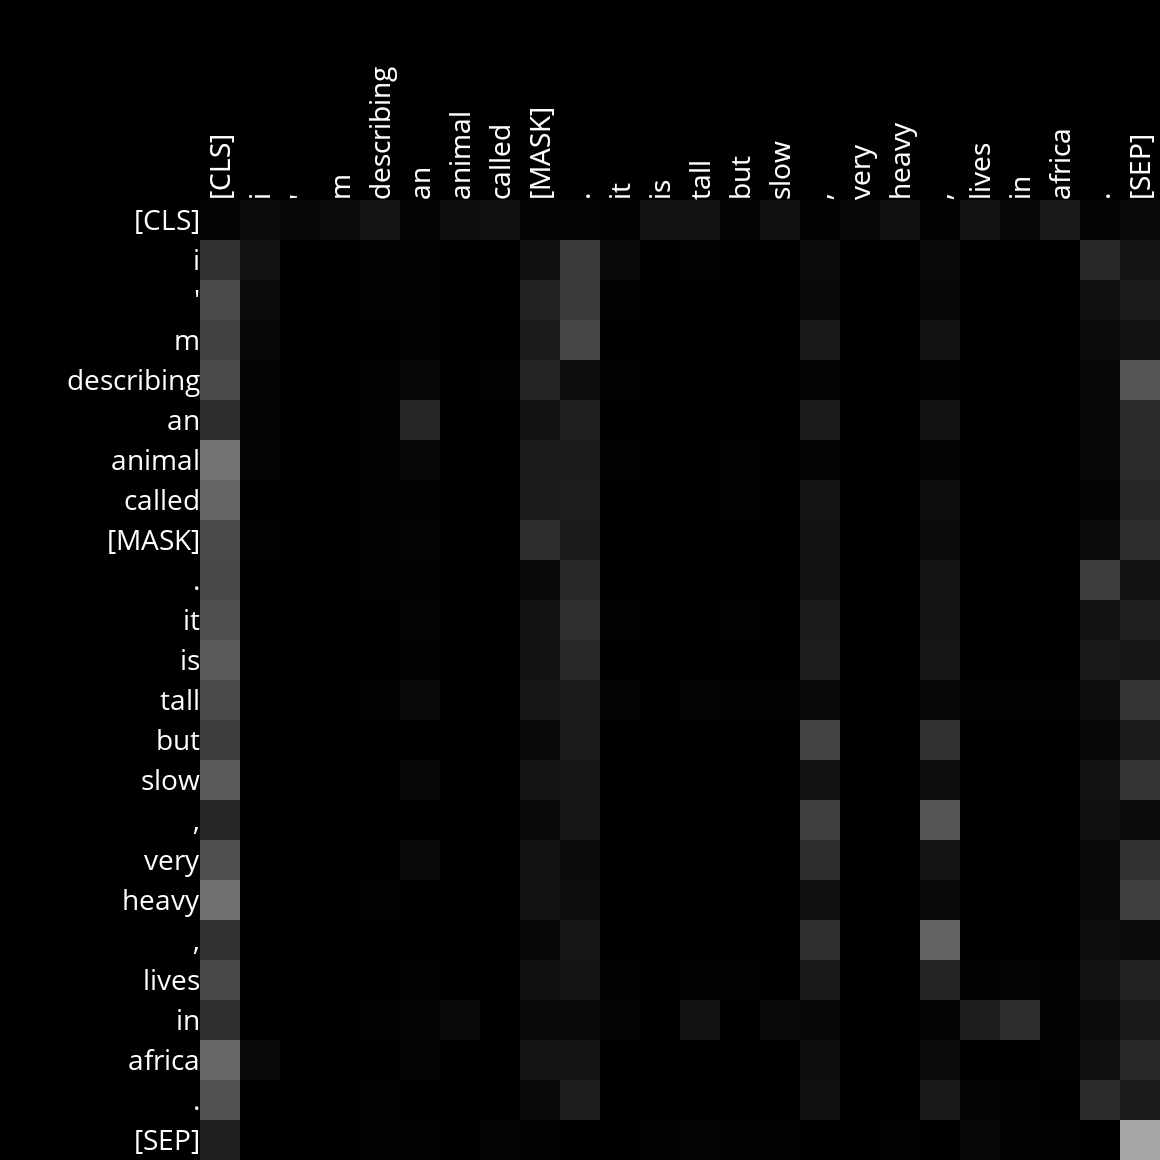 [CLS] i ' m describing an animal called [MASK] . it is tall but slow , very heavy , lives in africa . [SEP]
[CLS]
i
'
m
describing
an
animal
called
[MASK]
.
it
is
tall
but
slow
,
very
heavy
,
lives
in
africa
.
[SEP]